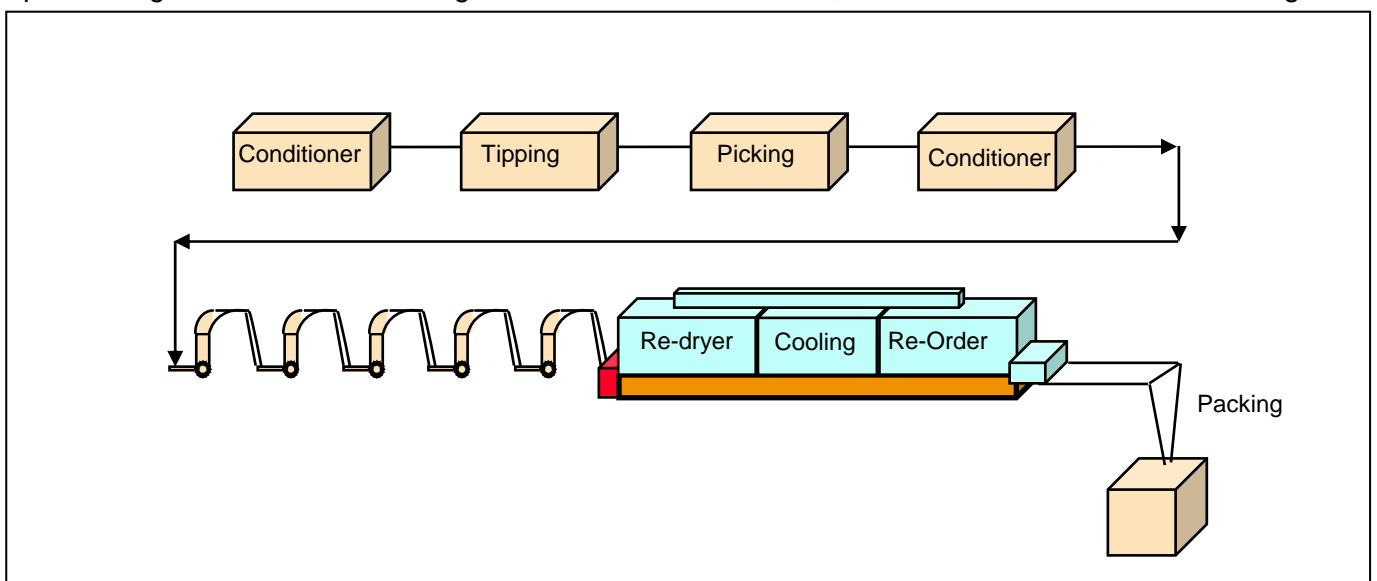 Conditioner
Tipping
Picking
Conditioner
Re-dryer
Cooling
Re-Order
Packing